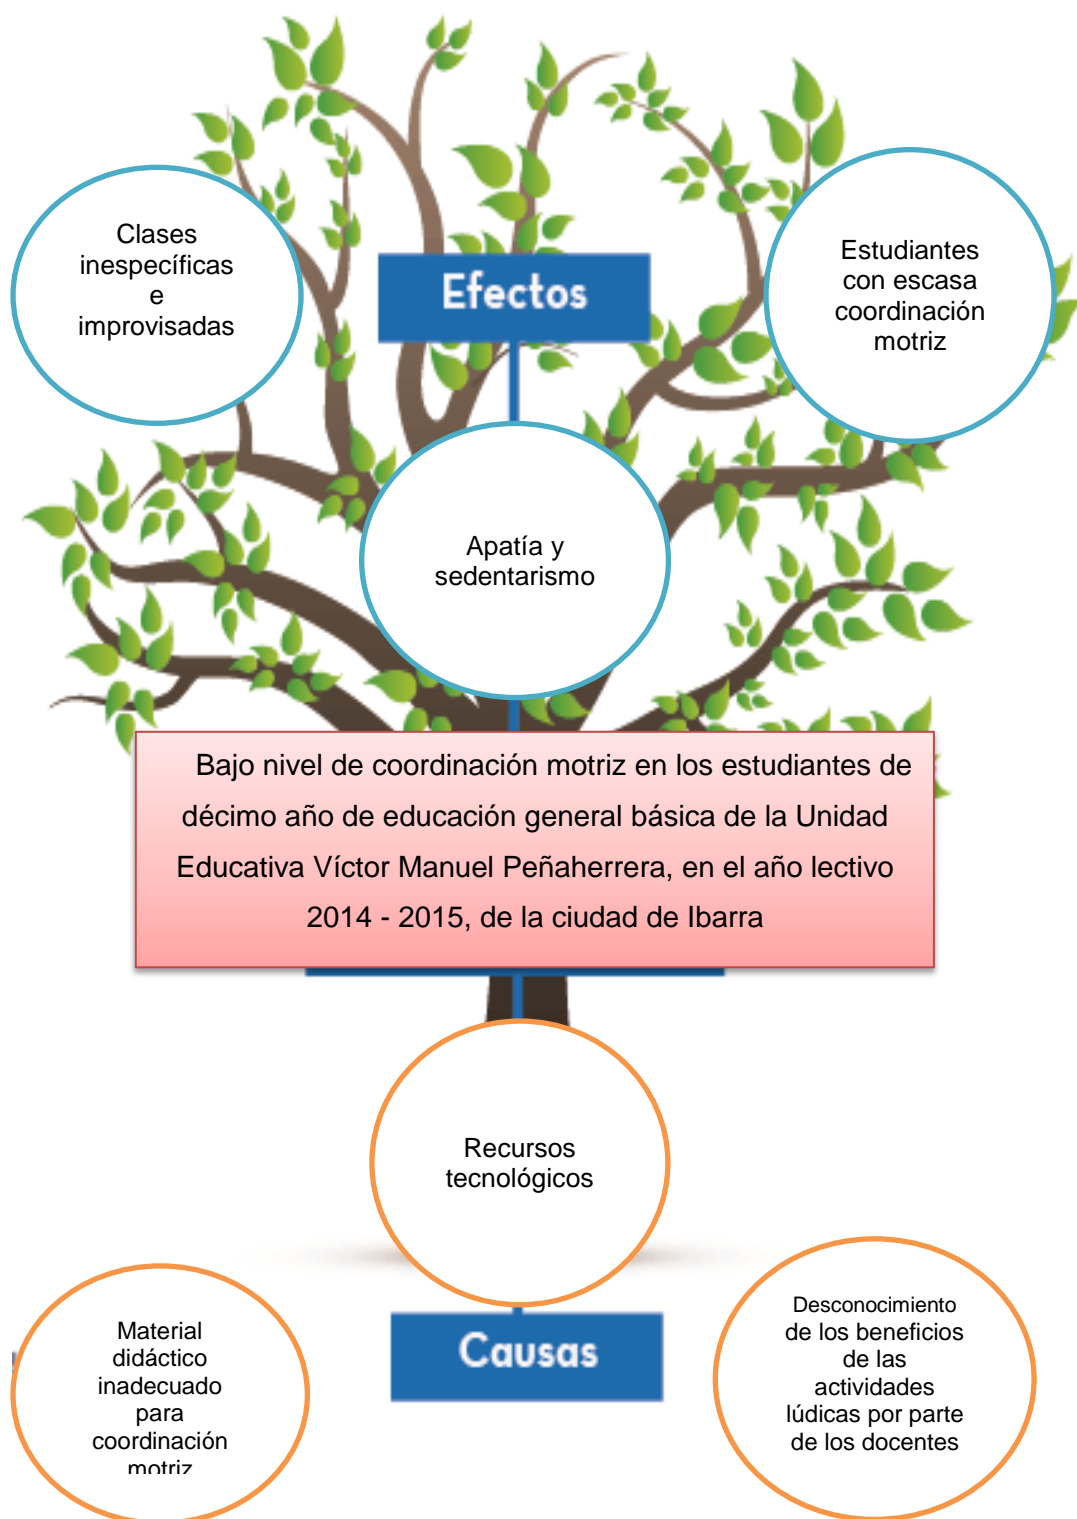 Clases
inespecíficas
e
improvisadas
Efectos
Estudiantes
con escasa
coordinación
motriz
Apatía y
sedentarismo
Bajo nivel de coordinación motriz en los estudiantes de
décimo año de educación general básica de la Unidad
Educativa Víctor Manuel Peñaherrera, en el año lectivo
2014 - 2015, de la ciudad de Ibarra
Recursos
tecnológicos
Material
didáctico
inadecuado
para
coordinación
motriz
Causas
Desconocimiento
de los beneficios
de las
actividades
lúdicas por parte
de los docentes